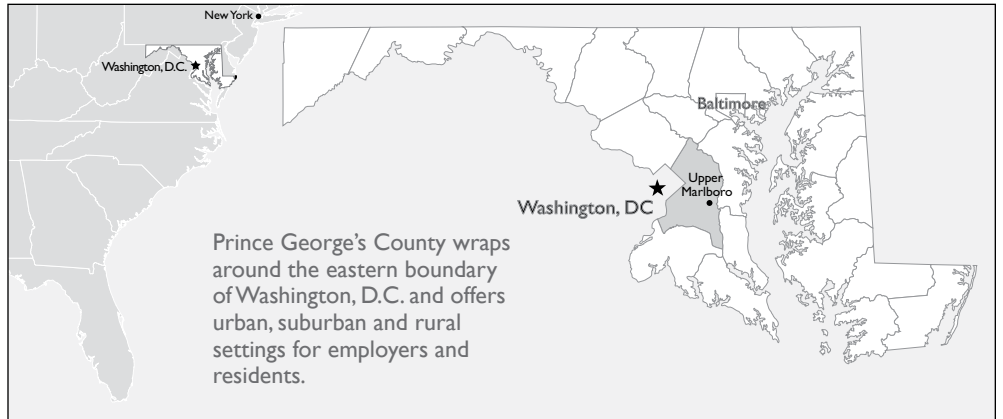 New York
Washington, D.C.
Baltimore
Upper
Marlboro
Washington, DC
Prince George's County wraps
around the eastern boundary
of Washington, D.C. and offers
urban, suburban and rural
settings for employers and
residents.